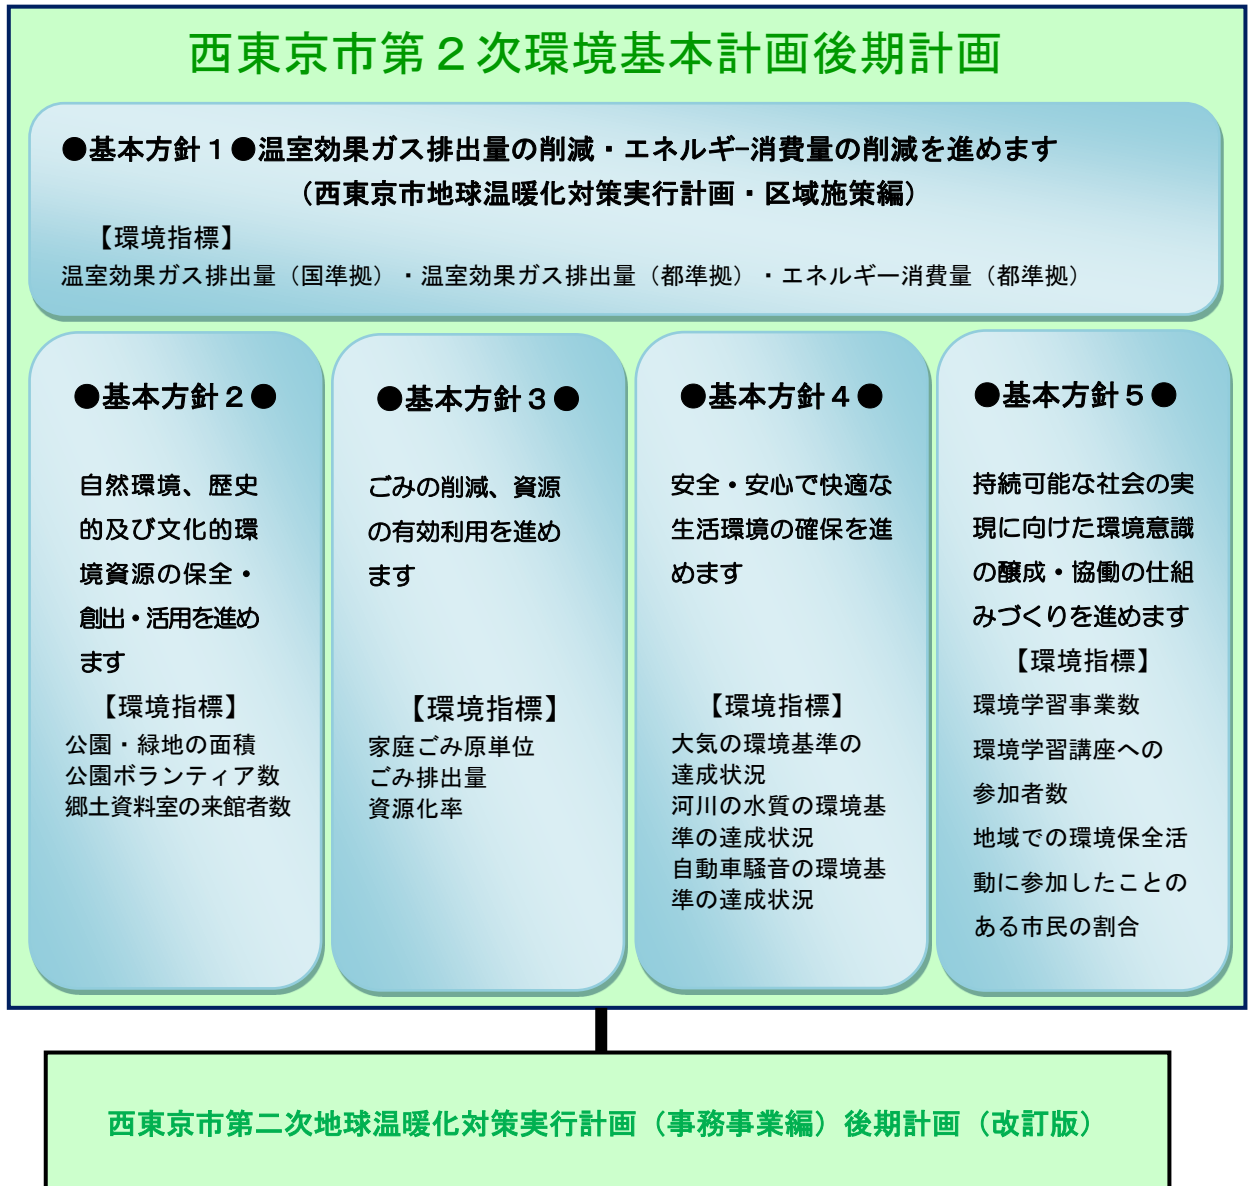 西東京市第２次環境基本計画後期計画
●基本方針１●温室効果ガス排出量の削減・エネルギー消費量の削減を進めます
（西東京市地球温暖化対策実行計画・区域施策編）
【環境指標】
温室効果ガス排出量（国準拠）・温室効果ガス排出量（都準拠）・エネルギー消費量（都準拠）
●基本方針２●
自然環境、歴史
的及び文化的環
境資源の保全・
創出・活用を進め
ます
【環境指標】
公園・緑地の面積
公園ボランティア数
郷土資料室の来館者数
●基本方針３●
ごみの削減、資源
の有効利用を進め
ます
【環境指標】
家庭ごみ原単位
ごみ排出量
資源化率
●基本方針４●
安全・安心で快適な
生活環境の確保を進
めます
【環境指標】
大気の環境基準の
達成状況
河川の水質の環境基
準の達成状況
自動車騒音の環境基
準の達成状況
●基本方針５●
持続可能な社会の実
現に向けた環境意識
の醸成・協働の仕組
みづくりを進めます
【環境指標】
環境学習事業数
環境学習講座への
参加者数
地域での環境保全活
動に参加したことの
ある市民の割合
西東京市第二次地球温暖化対策実行計画（事務事業編）後期計画（改訂版）